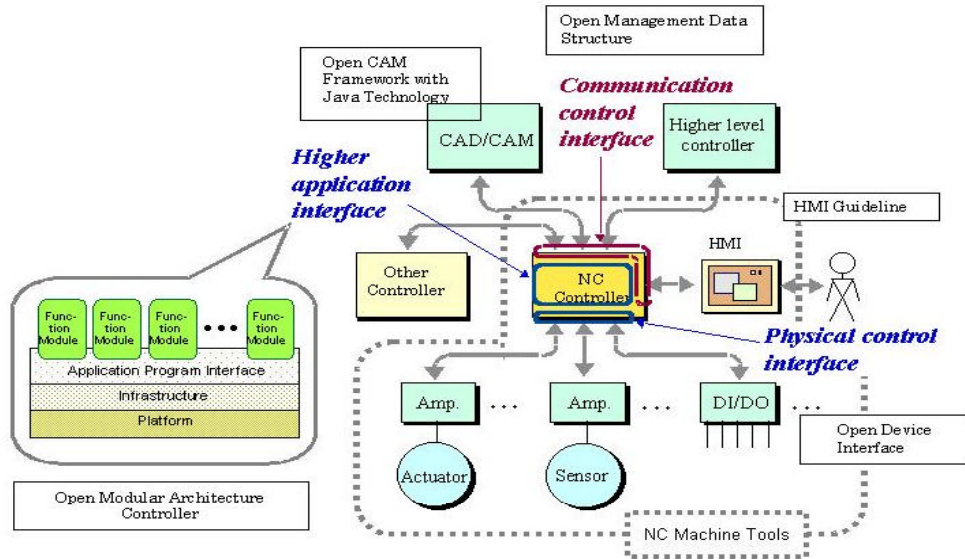 Open Management Data
Structure
Open CAM
Framework with
Java Technology
Communication
control
interface
CAD/CAM
Higher level
controller
Higher
application
interface
HMI Guideline
HMI
Other
Controller
NC
Controller
Physical control
interface
Func-
tion
Module
Func-
tion
Module
Func-
tion
Module
•••
Func-
tion
Module
Application Program Interface
Infrastructure
Platform
Amp.
...
Amp.
...
DI/DO
...
Open Device
Interface
Actuator
Sensor
Open Modular Architecture
Controller
NC Machine Tools